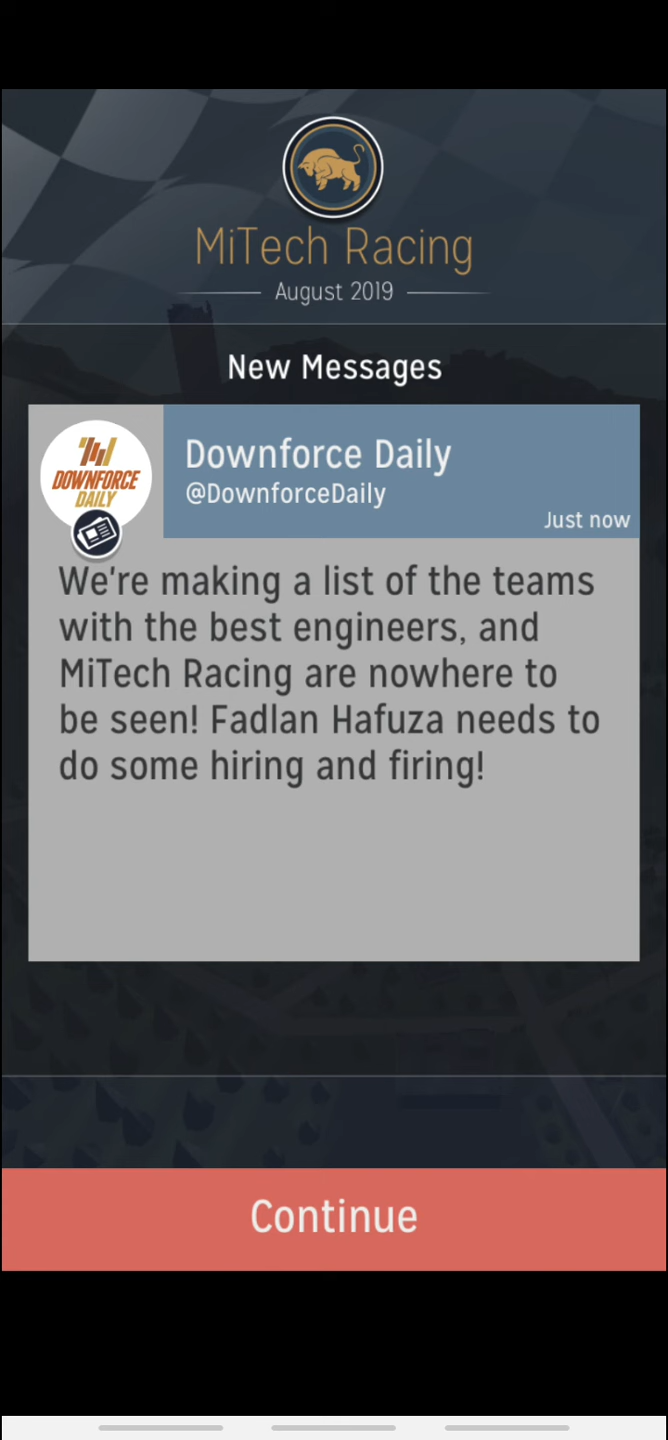 MiTech Racing
August 2019
New Messages
DOWNFORCE
DAILY
Downforce Daily
@DownforceDaily
Just now
We're making a list of the teams
with the best engineers, and
MiTech Racing are nowhere to
be seen! Fadlan Hafuza needs to
do some hiring and firing!
Continue